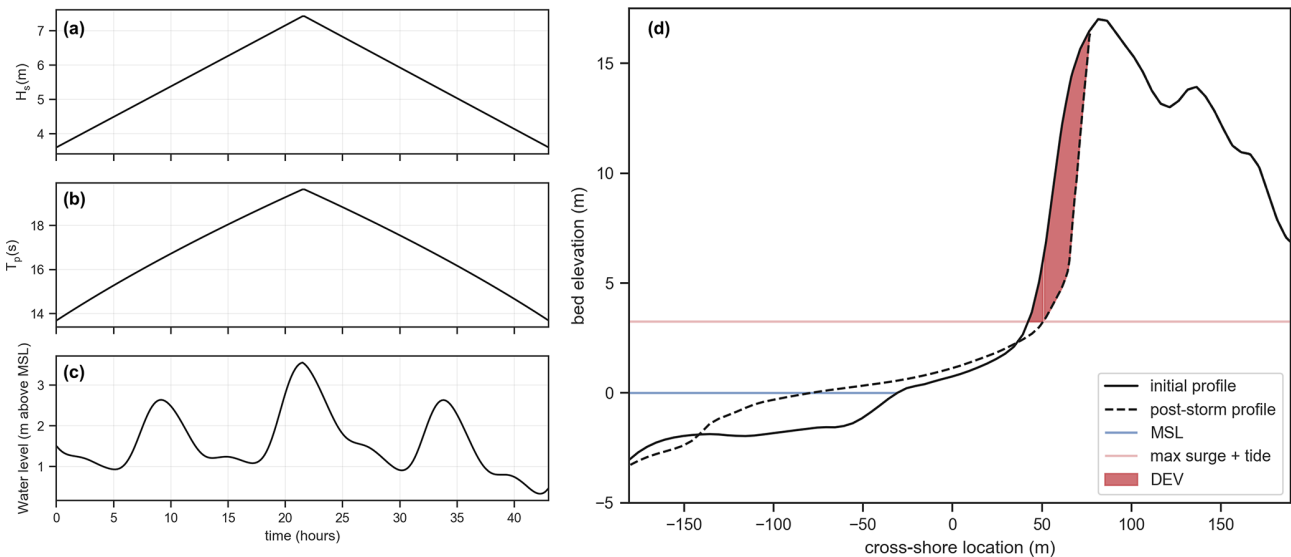 (a)
7
6
5
4
H_s(m)
(b)
18
16
14
T_p(s)
(c)
3
2
1
Water level (m above MSL)
0 5 10 15 20 25 30 35 40
time (hours)
(d)
15
10
5
0
−5
bed elevation (m)
initial profile
post-storm profile
MSL
max surge + tide
DEV
−150 −100 −50 0 50 100 150
cross-shore location (m)